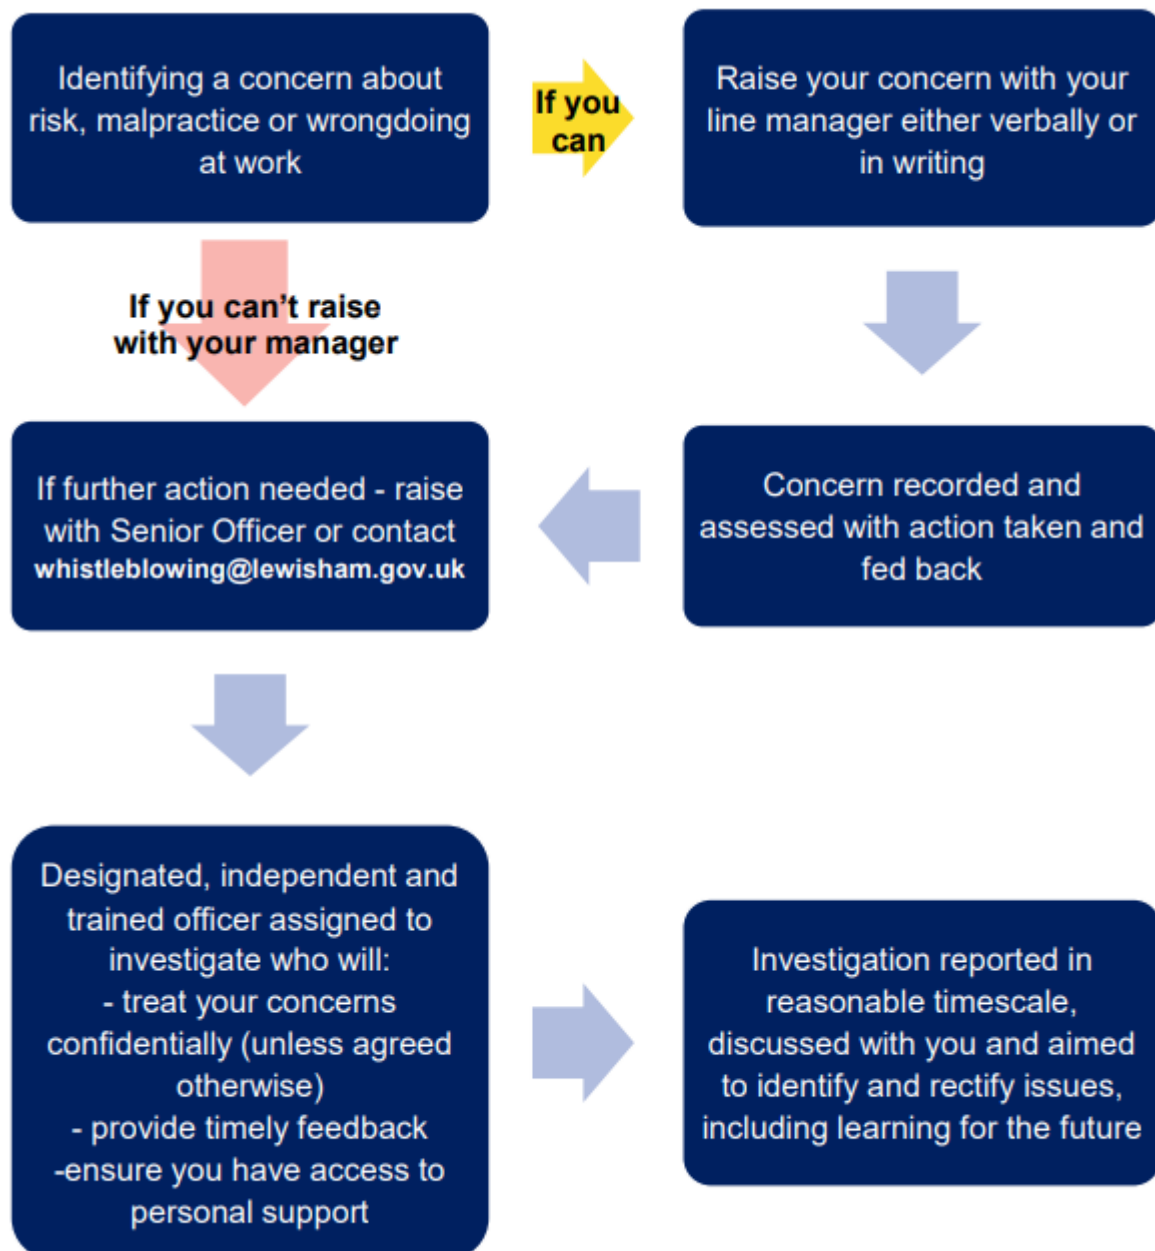 Identifying a concern about
risk, malpractice or wrongdoing
at work
If you
can
Raise your concern with your
line manager either verbally or
in writing
If you can’t raise
with your manager
Concern recorded and
assessed with action taken and
fed back
If further action needed - raise
with Senior Officer or contact
whistleblowing@lewisham.gov.uk
Designated, independent and
trained officer assigned to
investigate who will:
- treat your concerns
confidentially (unless agreed
otherwise)
- provide timely feedback
-ensure you have access to
personal support
Investigation reported in
reasonable timescale,
discussed with you and aimed
to identify and rectify issues,
including learning for the future